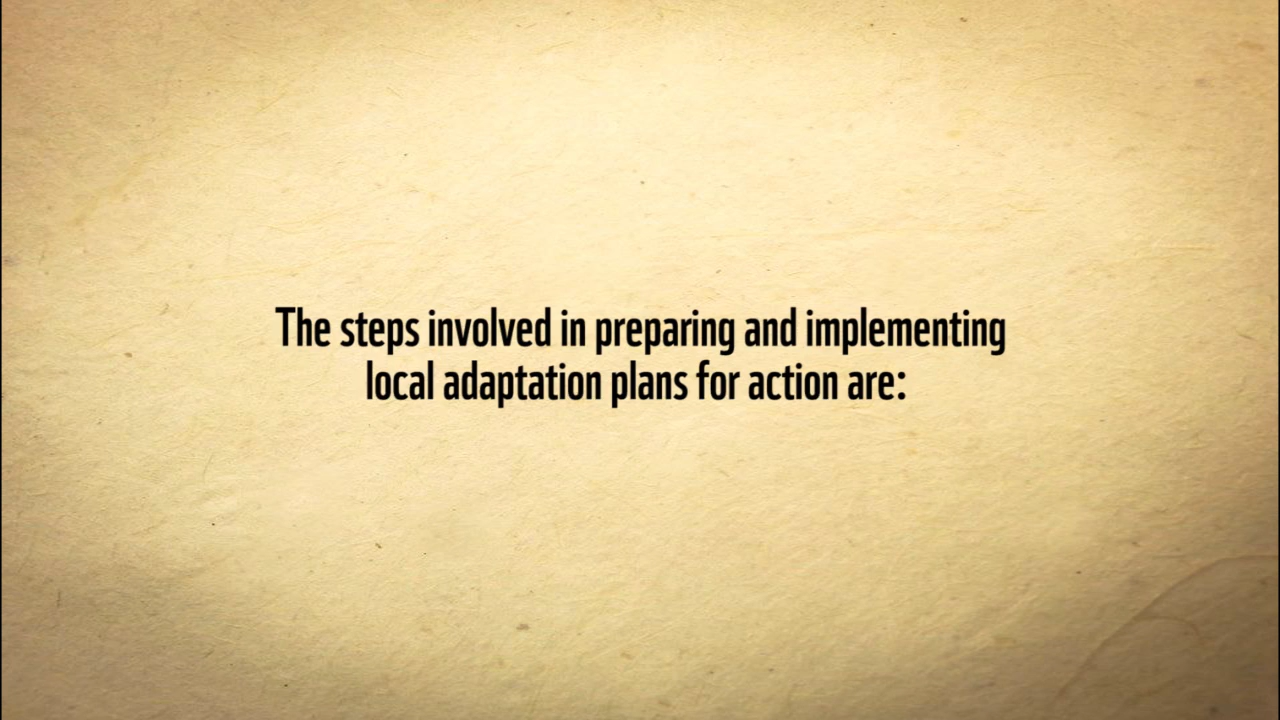 The steps involved in preparing and implementing
local adaptation plans for action are: